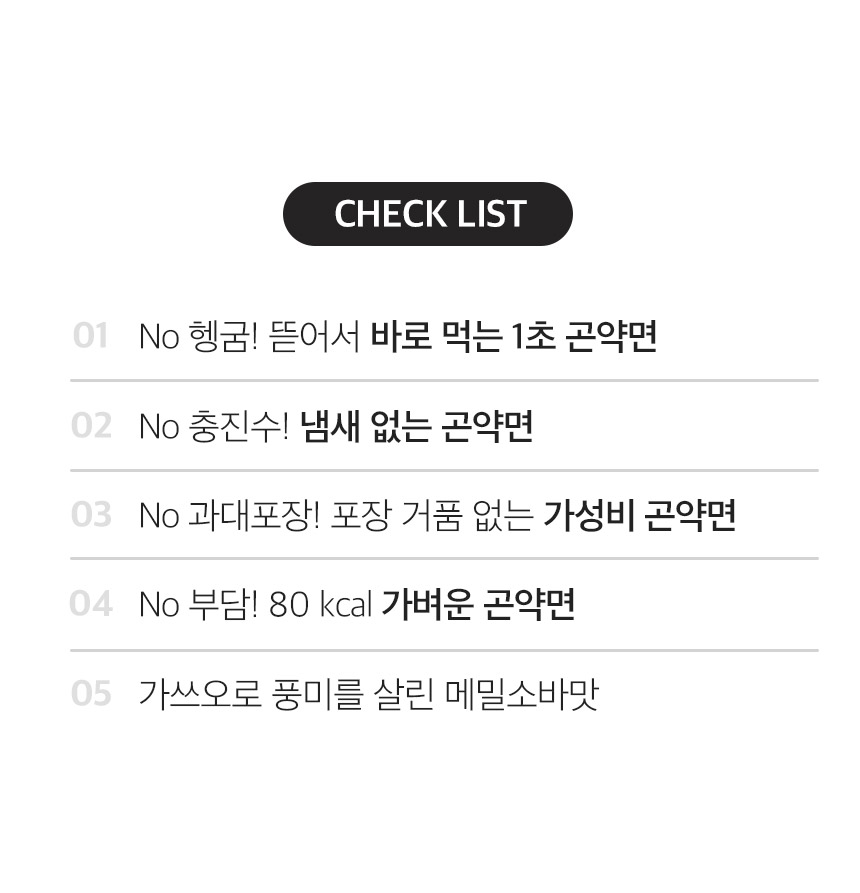 CHECK LIST
01 No 헹굼! 뜯어서 바로 먹는 1초 곤약면
02 No 충진수! 냄새 없는 곤약면
03 No 과대포장! 포장 거품 없는 가성비 곤약면
04 No 부담! 80 kcal 가벼운 곤약면
05 가쓰오로 풍미를 살린 메밀소바맛